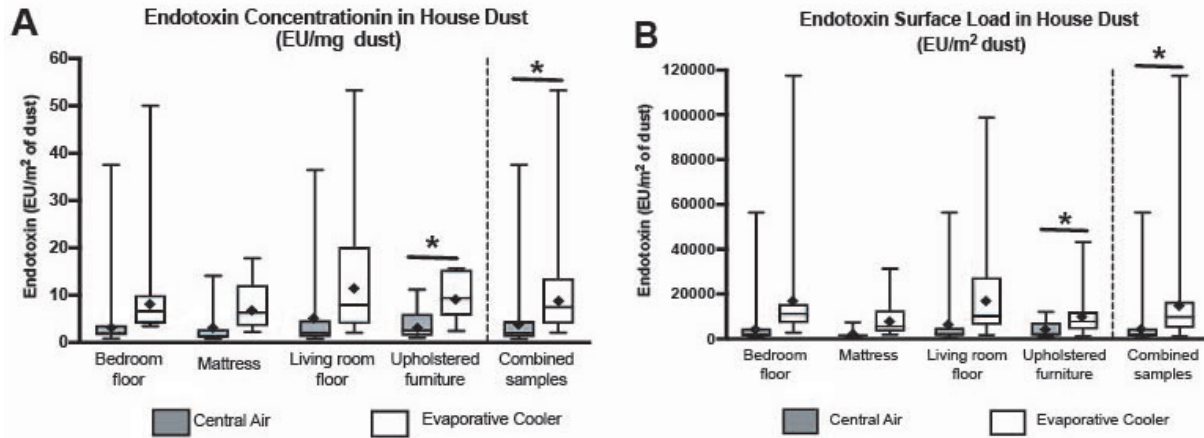 A
Endotoxin Concentrationin in House Dust
(EU/mg dust)
Endotoxin (EU/m² of dust)
60
50
40
30
20
10
0
*
*
Bedroom floor
Mattress
Living room floor
Upholstered furniture
Combined samples
Central Air
Evaporative Cooler
B
Endotoxin Surface Load in House Dust
(EU/m² dust)
Endotoxin (EU/m² of dust)
120000
100000
80000
60000
40000
20000
0
*
*
Bedroom floor
Mattress
Living room floor
Upholstered furniture
Combined samples
Central Air
Evaporative Cooler